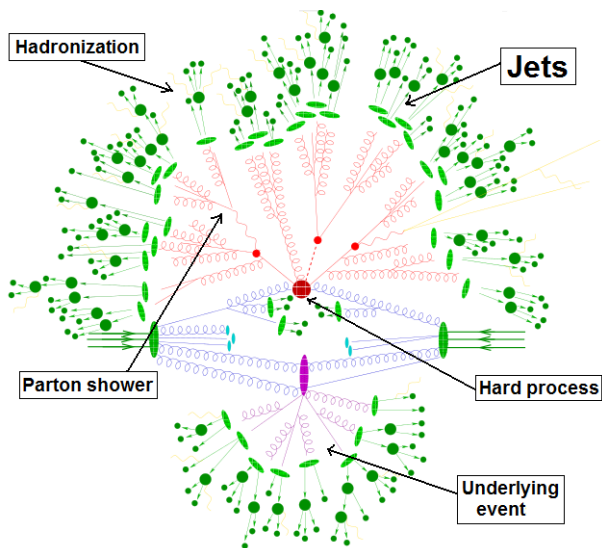 Hadronization
Jets
Parton shower
Hard process
Underlying
event